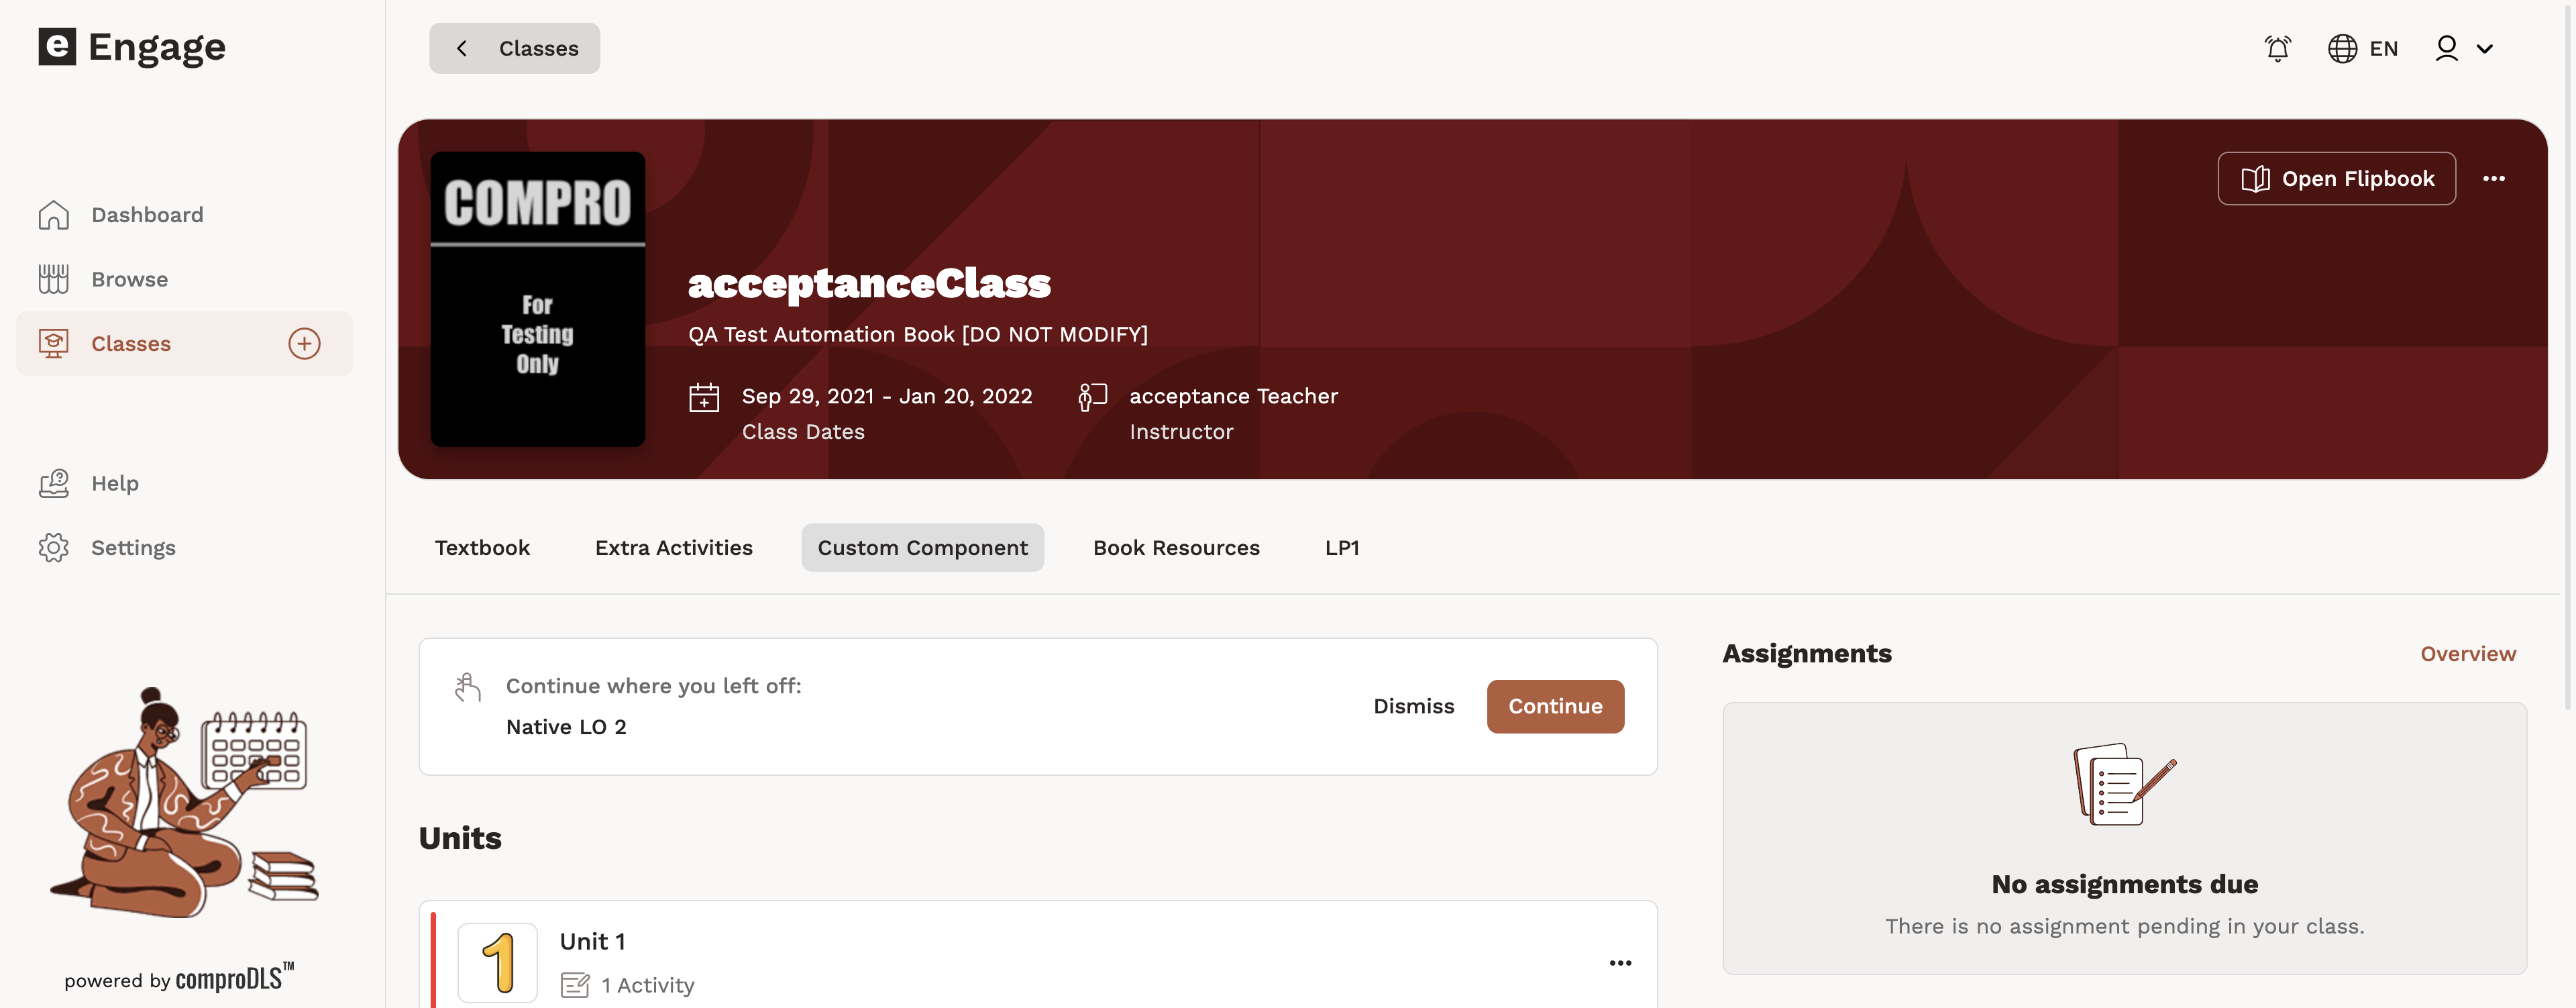 e Engage
Classes
EN
Dashboard
Browse
Classes
Help
Settings
powered by comproDLS™
COMPRO
For
Testing
Only
Open Flipbook
acceptanceClass
QA Test Automation Book [DO NOT MODIFY]
Sep 29, 2021 - Jan 20, 2022
Class Dates
acceptance Teacher
Instructor
Textbook
Extra Activities
Custom Component
Book Resources
LP1
Continue where you left off:
Native LO 2
Dismiss
Continue
Units
1
Unit 1
1 Activity
Assignments
Overview
No assignments due
There is no assignment pending in your class.